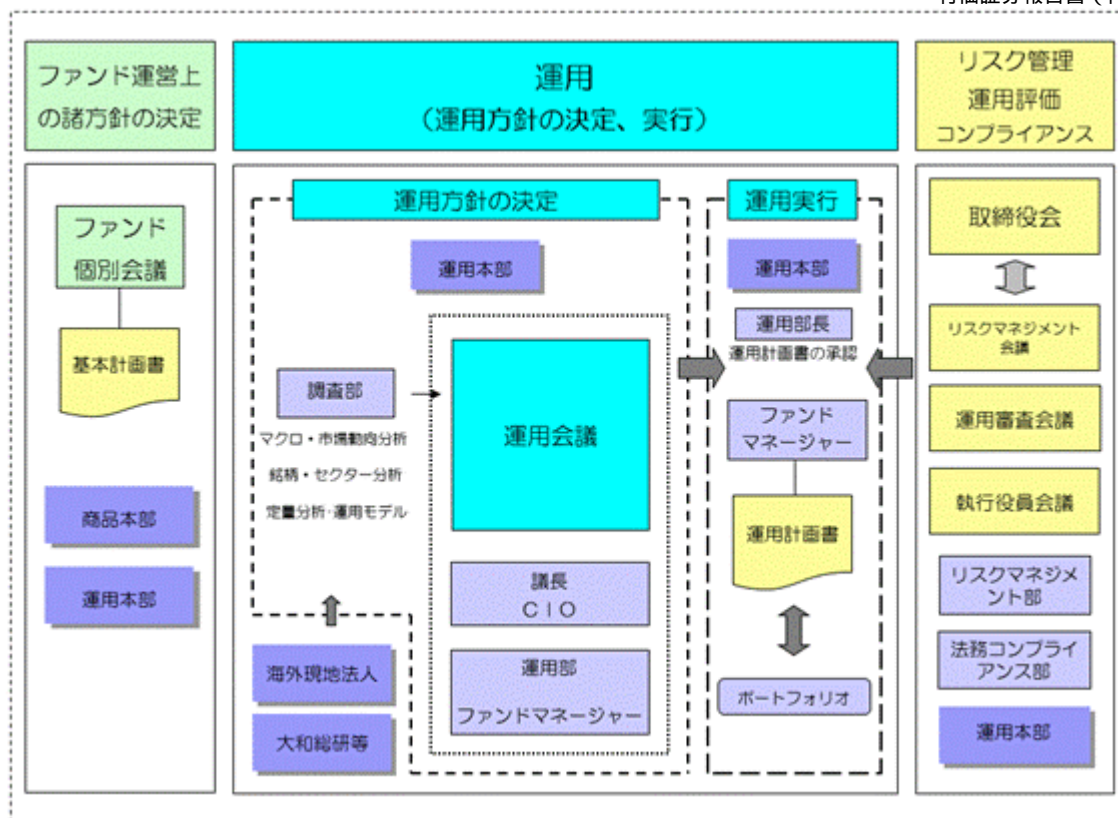 ファンド運営上
の諸方針の決定
ファンド
個別会議
基本計画書
商品本部
運用本部
運用
（運用方針の決定、実行）
運用方針の決定
運用本部
調査部
マクロ・市場動向分析
銘柄・セクター分析
定量分析・運用モデル
運用会議
議長
CIO
運用部
ファンドマネージャー
海外現地法人
大和総研等
運用実行
運用本部
運用部長
運用計画書の承認
ファンド
マネージャー
運用計画書
ポートフォリオ
リスク管理
運用評価
コンプライアンス
取締役会
リスクマネジメント
会議
運用審査会議
執行役員会議
リスクマネジメ
ント部
法務コンプライ
アンス部
運用本部